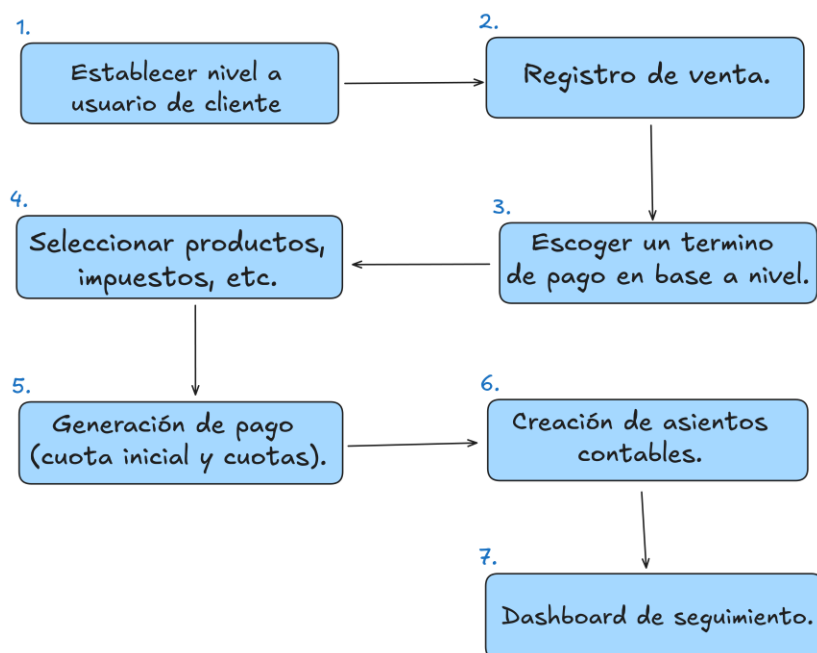 1.
Establecer nivel a
usuario de cliente
2.
Registro de venta.
3.
Escoger un termino
de pago en base a nivel.
4.
Seleccionar productos,
impuestos, etc.
5.
Generación de pago
(cuota inicial y cuotas).
6.
Creación de asientos
contables.
7.
Dashboard de seguimiento.